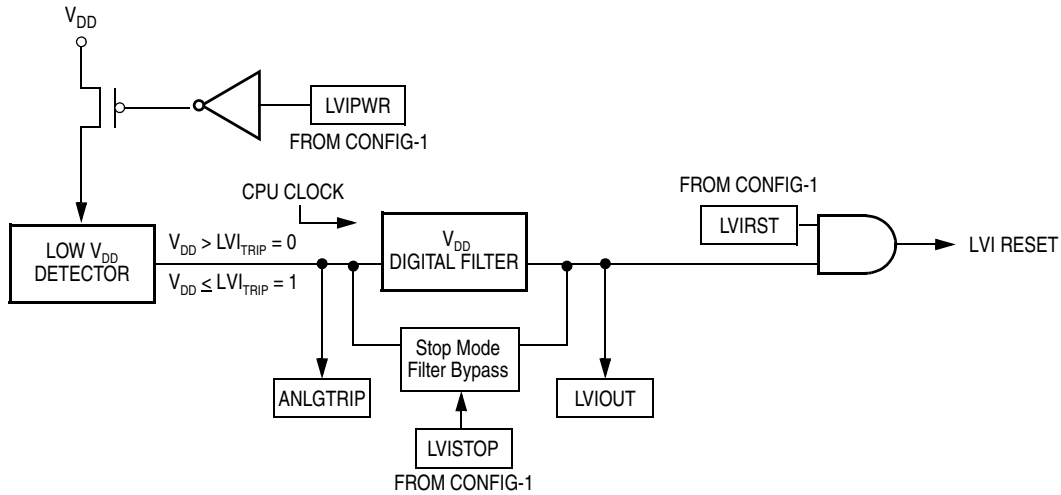 VDD
LVIPWR
FROM CONFIG-1
CPU CLOCK
FROM CONFIG-1
LVIRST
LVI RESET
LOW VDD
DETECTOR
VDD > LVITRIP = 0
VDD ≤ LVITRIP = 1
VDD
DIGITAL FILTER
Stop Mode
Filter Bypass
ANLGTRIP
LVIOUT
LVISTOP
FROM CONFIG-1